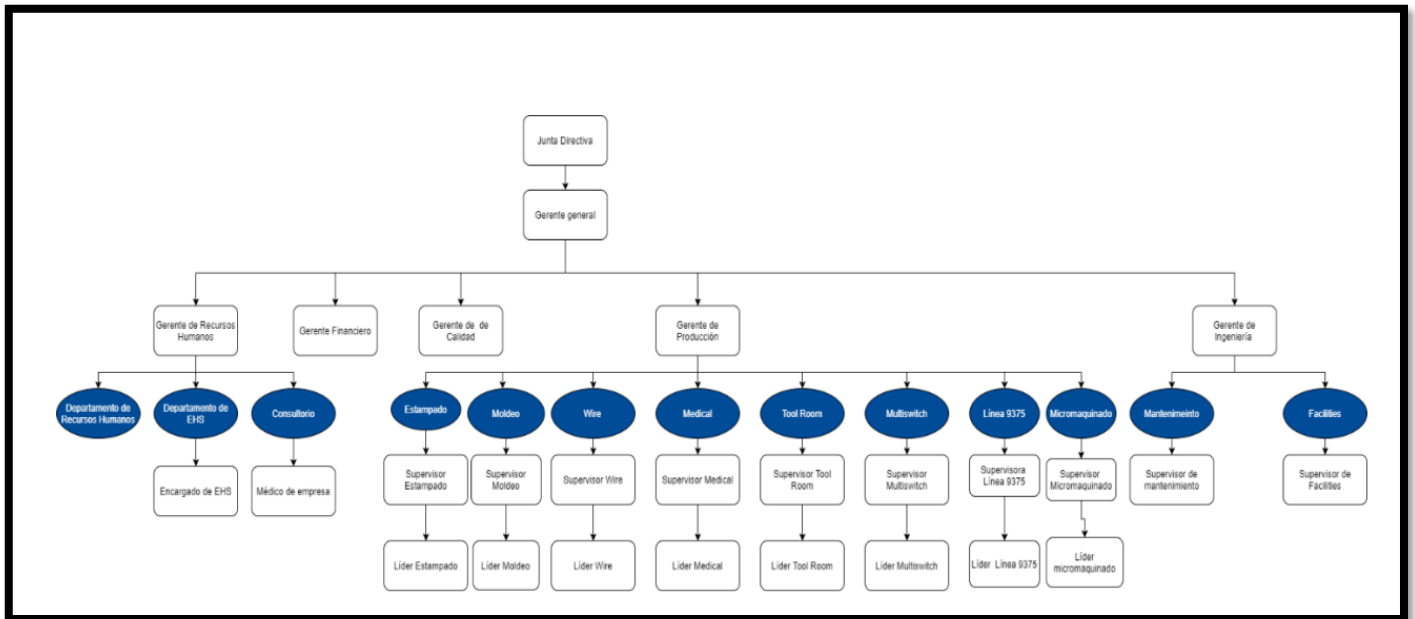 Junta Directiva
Gerente general
Gerente de Recursos
Humanos
Gerente Financiero
Gerente de de
Calidad
Gerente de
Producción
Gerente de
Ingeniería
Departamento de
Recursos Humanos
Departamento de
EHS
Consultorio
Estampado
Moldeo
Wire
Medical
Tool Room
Multiswitch
Línea 9375
Micromaquinado
Mantenimeinto
Facilities
Encargado de EHS
Médico de empresa
Supervisor
Estampado
Supervisor
Moldeo
Supervisor Wire
Supervisor Medical
Supervisor Tool
Room
Supervisor
Multiswitch
Supervisora
Línea 9375
Supervisor
Micromaquinado
Supervisor de
mantenimiento
Supervisor de
Facilities
Líder Estampado
Líder Moldeo
Líder Wire
Líder Medical
Líder Tool Room
Líder Multiswitch
Líder Línea 9375
Líder
micromaquinado